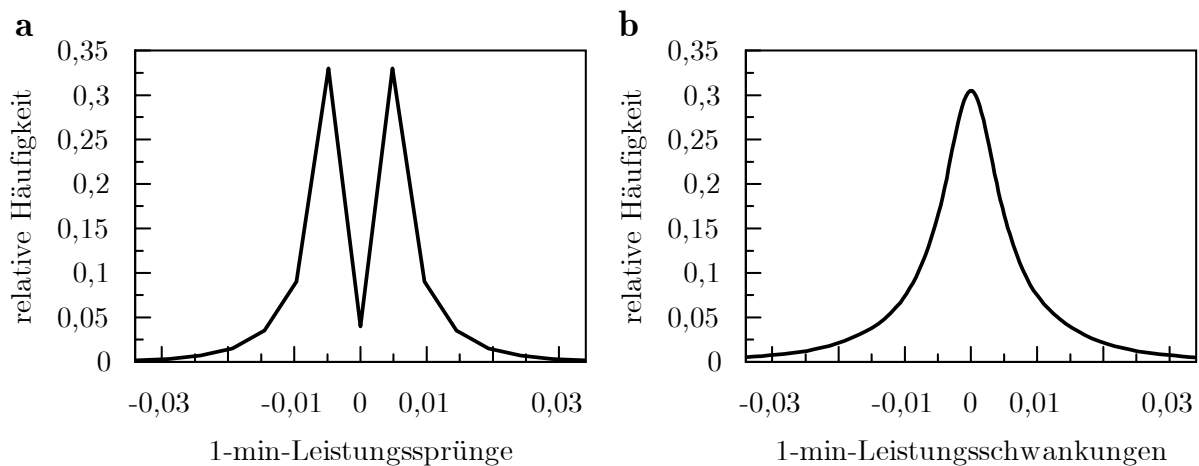 a
0,35
0,3
0,25
0,2
0,15
0,1
0,05
0
relative Häufigkeit
-0,03 -0,01 0 0,01 0,03
1-min-Leistungssprünge
b
0,35
0,3
0,25
0,2
0,15
0,1
0,05
0
relative Häufigkeit
-0,03 -0,01 0 0,01 0,03
1-min-Leistungsschwankungen